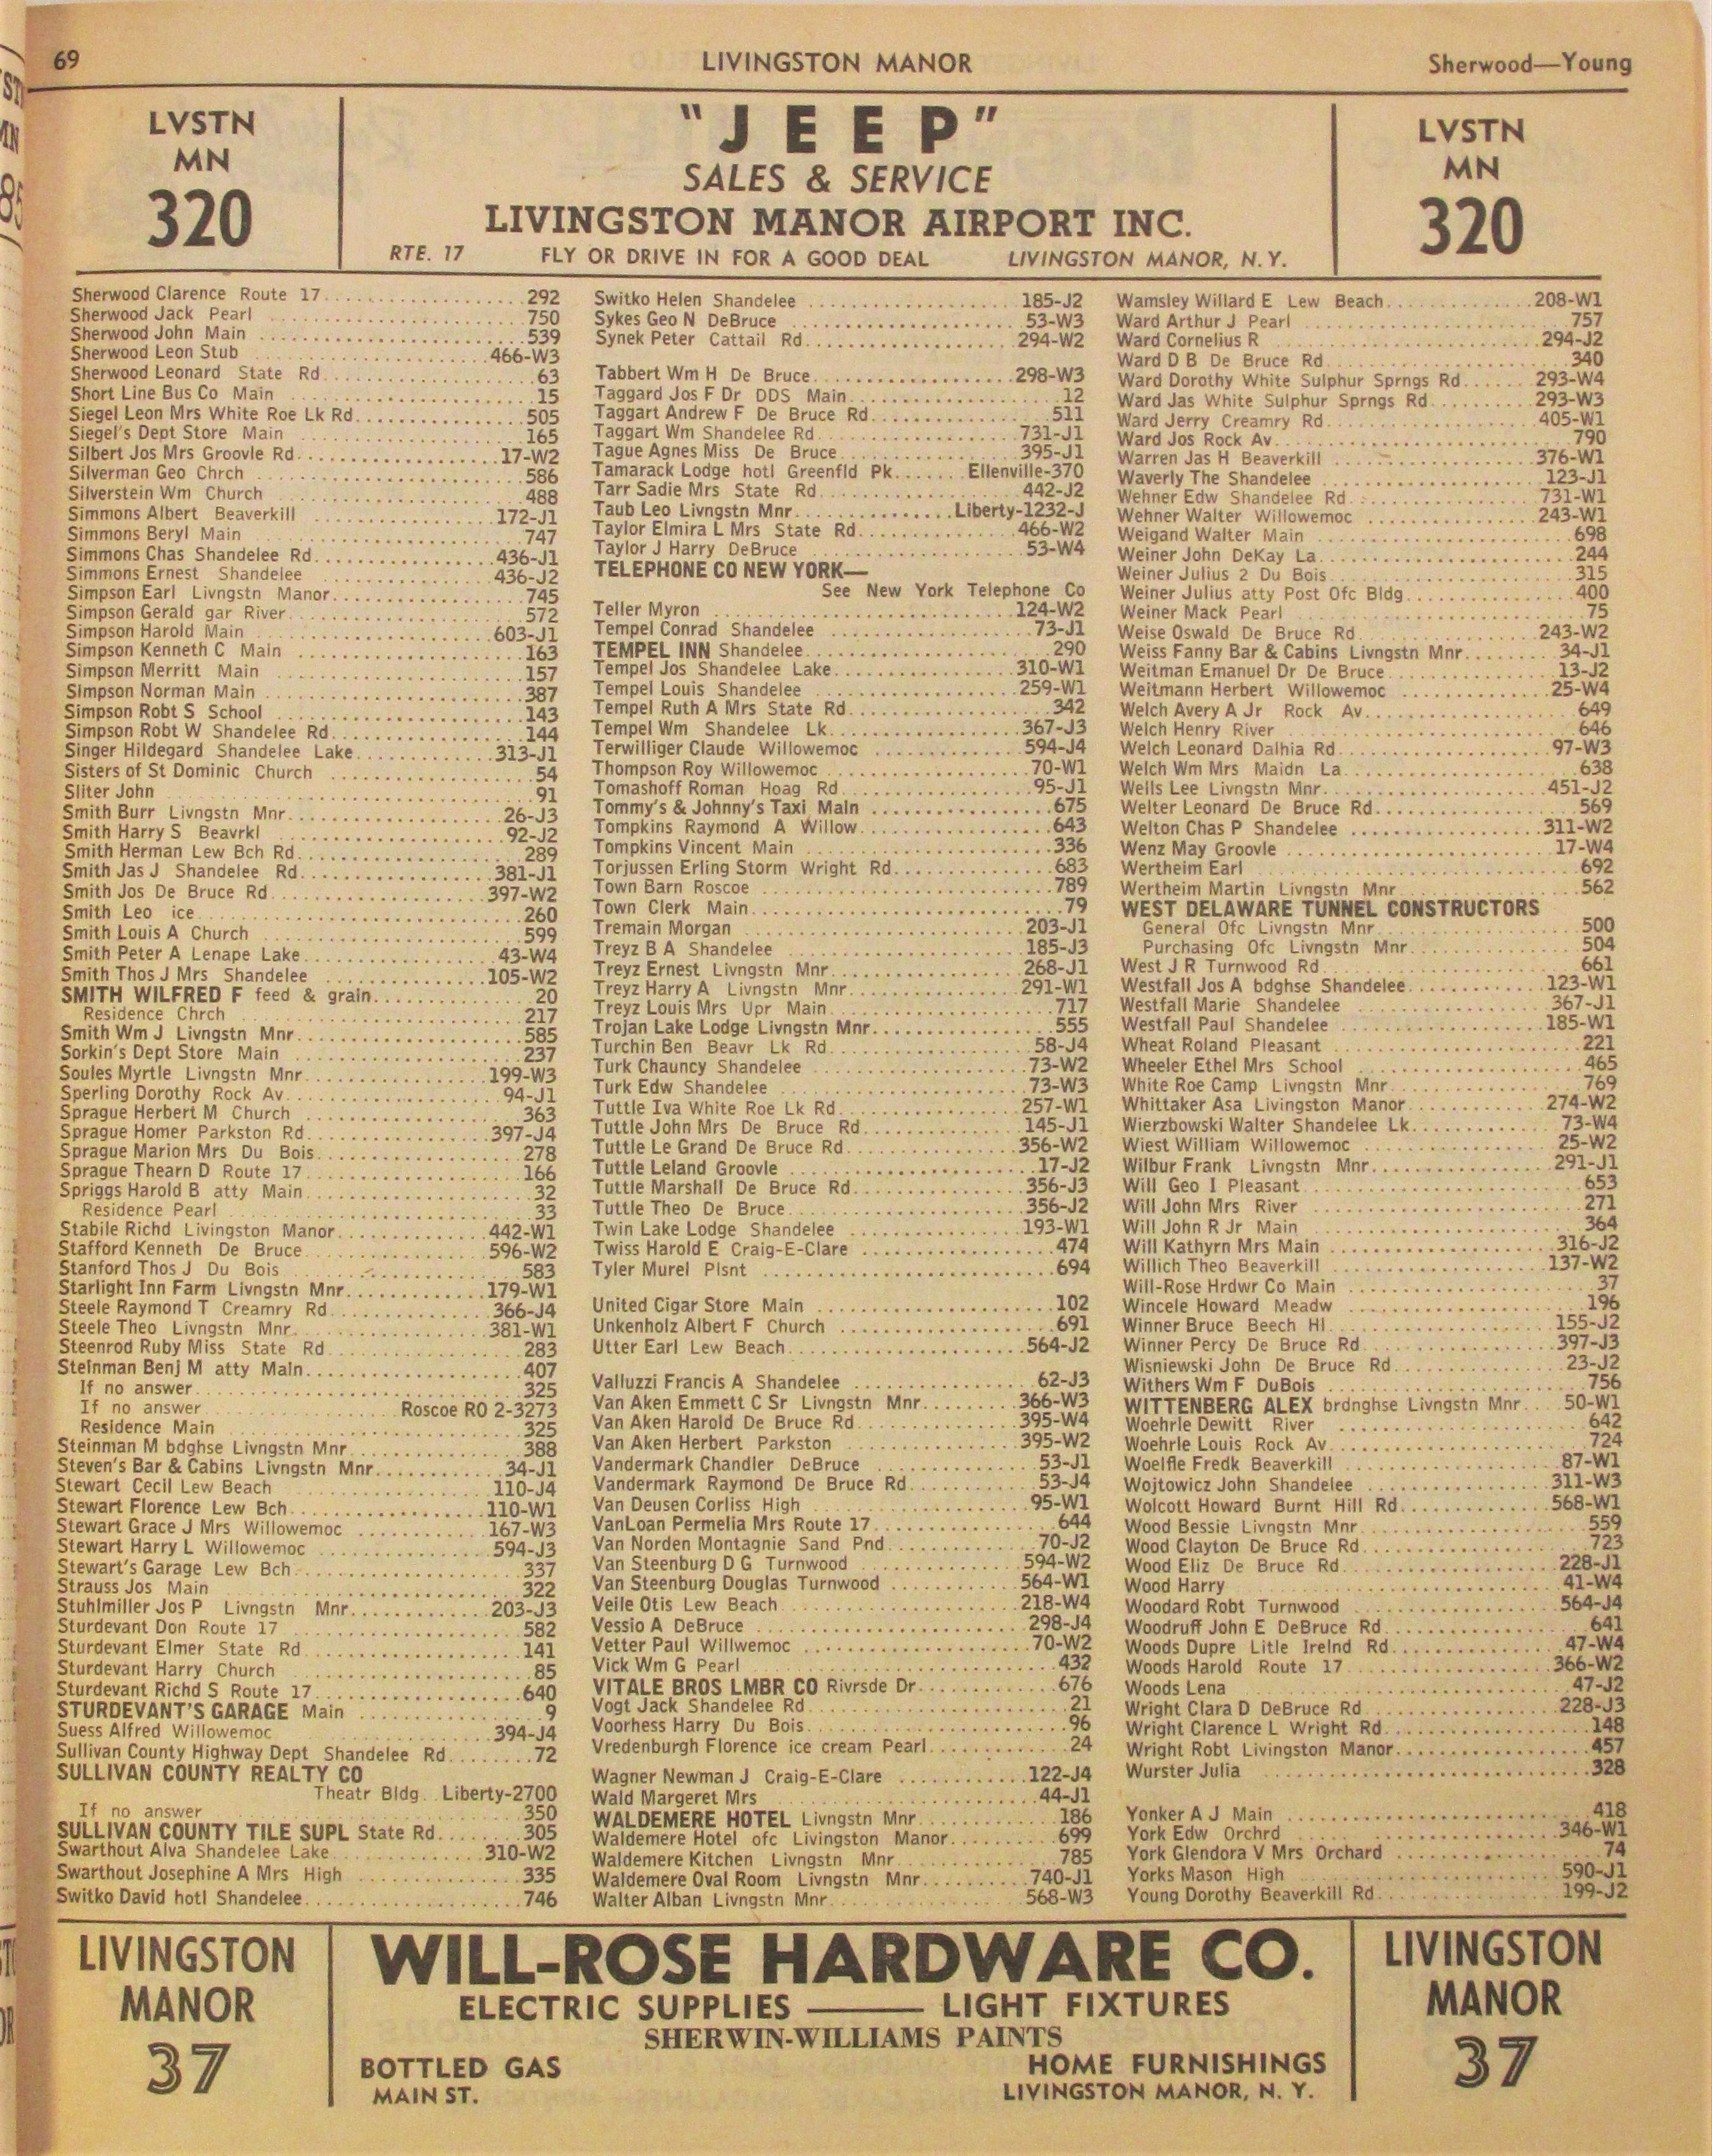 69
LIVINGSTON MANOR
Sherwood—Young
LVSTN
MN
320
"JEEP"
SALES & SERVICE
LIVINGSTON MANOR AIRPORT INC.
RTE. 17 FLY OR DRIVE IN FOR A GOOD DEAL LIVINGSTON MANOR, N.Y.
LVSTN
MN
320
Sherwood Clarence Route 17 292
Sherwood Jack Pearl 750
Sherwood John Main 539
Sherwood Leon Stub 466-W3
Sherwood Leonard State Rd 63
Short Line Bus Co Main 15
Siegel Leon Mrs White Roe Lk Rd 505
Siegel's Dept Store Main 165
Silbert Jos Mrs Groovle Rd 17-W2
Silverman Geo Chrch 586
Silverstein Wm Church 488
Simmons Albert Beaverkill 172-J1
Simmons Beryl Main 747
Simmons Chas Shandelee Rd 436-J1
Simmons Ernest Shandelee 436-J2
Simpson Earl Livngstn Manor 745
Simpson Gerald gar River 572
Simpson Harold Main 603-J1
Simpson Kenneth C Main 163
Simpson Merritt Main 157
Simpson Norman Main 387
Simpson Robt S School 143
Simpson Robt W Shandelee Rd 144
Singer Hildegard Shandelee Lake 313-J1
Sisters of St Dominic Church 54
Sliter John 91
Smith Burr Livngstn Mnr 26-J3
Smith Harry S Beavrkl 92-J2
Smith Herman Lew Bch Rd 289
Smith Jas J Shandelee Rd 381-J1
Smith Jos De Bruce Rd 397-W2
Smith Leo ice 260
Smith Louis A Church 599
Smith Peter A Lenape Lake 43-W4
Smith Thos J Mrs Shandelee 105-W2
SMITH WILFRED F feed & grain 20
Residence Chrch 217
Smith Wm J Livngstn Mnr 585
Sorkin's Dept Store Main 237
Soules Myrtle Livngstn Mnr 199-W3
Sperling Dorothy Rock Av 94-J1
Sprague Herbert M Church 363
Sprague Homer Parkston Rd 397-J4
Sprague Marion Mrs Du Bois 278
Sprague Thearn D Route 17 166
Spriggs Harold B atty Main 32
Residence Pearl 33
Stabile Richd Livingston Manor 442-W1
Stafford Kenneth De Bruce 596-W2
Stanford Thos J Du Bois 583
Starlight Inn Farm Livngstn Mnr 179-W1
Steele Raymond T Creamry Rd 366-J4
Steele Theo Livngstn Mnr 381-W1
Steenrod Ruby Miss State Rd 283
Steinman Benj M atty Main 407
If no answer 325
If no answer Roscoe RO 2-3273
Residence Main 325
Steinman M bdghse Livngstn Mnr 388
Steven's Bar & Cabins Livngstn Mnr 34-J1
Stewart Cecil Lew Beach 110-J4
Stewart Florence Lew Bch 110-W1
Stewart Grace J Mrs Willowemoc 167-W3
Stewart Harry L Willowemoc 594-J3
Stewart's Garage Lew Bch 337
Strauss Jos Main 322
Stuhlmiller Jos P Livngstn Mnr 203-J3
Sturdevant Don Route 17 582
Sturdevant Elmer State Rd 141
Sturdevant Harry Church 85
Sturdevant Richd S Route 17 640
STURDEVANT'S GARAGE Main 9
Suess Alfred Willowemoc 394-J4
Sullivan County Highway Dept Shandelee Rd 72
SULLIVAN COUNTY REALTY CO
Theatr Bldg Liberty-2700
If no answer 350
SULLIVAN COUNTY TILE SUPL State Rd 305
Swarthout Alva Shandelee Lake 310-W2
Swarthout Josephine A Mrs High 335
Switko David hotl Shandelee 746
Switko Helen Shandelee 185-J2
Sykes Geo N DeBruce 53-W3
Synek Peter Cattail Rd 294-W2
Tabbert Wm H De Bruce 298-W3
Taggard Jos F Dr DDS Main 12
Taggart Andrew F De Bruce Rd 511
Taggart Wm Shandelee Rd 731-J1
Tague Agnes Miss De Bruce 395-J1
Tamarack Lodge hotl Greenfld Pk Ellenville-370
Tarr Sadie Mrs State Rd 442-J2
Taub Leo Livngstn Mnr Liberty-1232-J
Taylor Elmira L Mrs State Rd 466-W2
Taylor J Harry DeBruce 53-W4
TELEPHONE CO NEW YORK—
See New York Telephone Co
Teller Myron 124-W2
Tempel Conrad Shandelee 73-J1
TEMPEL INN Shandelee 290
Tempel Jos Shandelee Lake 310-W1
Tempel Louis Shandelee 259-W1
Tempel Ruth A Mrs State Rd 342
Tempel Wm Shandelee Lk 367-J3
Terwilliger Claude Willowemoc 594-J4
Thompson Roy Willowemoc 70-W1
Tomashoff Roman Hoag Rd 95-J1
Tommy's & Johnny's Taxi Main 675
Tompkins Raymond A Willow 643
Tompkins Vincent Main 336
Torjussen Erling Storm Wright Rd 683
Town Barn Roscoe 789
Town Clerk Main 79
Tremain Morgan 203-J1
Treyz B A Shandelee 185-J3
Treyz Ernest Livngstn Mnr 268-J1
Treyz Harry A Livngstn Mnr 291-W1
Treyz Louis Mrs Upr Main 717
Trojan Lake Lodge Livngstn Mnr 555
Turchin Ben Beavr Lk Rd 58-J4
Turk Chauncy Shandelee 73-W2
Turk Edw Shandelee 73-W3
Tuttle Iva White Roe Lk Rd 257-W1
Tuttle John Mrs De Bruce Rd 145-J1
Tuttle Le Grand De Bruce Rd 356-W2
Tuttle Leland Groovle 17-J2
Tuttle Marshall De Bruce Rd 356-J3
Tuttle Theo De Bruce 356-J2
Twin Lake Lodge Shandelee 193-W1
Twiss Harold E Craig-E-Clare 474
Tyler Murel Plsnt 694
United Cigar Store Main 102
Unkenholz Albert F Church 691
Utter Earl Lew Beach 564-J2
Valluzzi Francis A Shandelee 62-J3
Van Aken Emmett C Sr Livngstn Mnr 366-W3
Van Aken Harold De Bruce Rd 395-W4
Van Aken Herbert Parkston 395-W2
Vandermark Chandler DeBruce 53-J1
Vandermark Raymond De Bruce Rd 53-J4
Van Deusen Corliss High 95-W1
VanLoan Permelia Mrs Route 17 644
Van Norden Montagnie Sand Pnd 70-J2
Van Steenburg D G Turnwood 594-W2
Van Steenburg Douglas Turnwood 564-W1
Veile Otis Lew Beach 218-W4
Vessio A DeBruce 298-J4
Vetter Paul Willwemoc 70-W2
Vick Wm G Pearl 432
VITALE BROS LMBR CO Rivrsde Dr 676
Vogt Jack Shandelee Rd 21
Voorhess Harry Du Bois 96
Vredenburgh Florence ice cream Pearl 24
Wagner Newman J Craig-E-Clare 122-J4
Wald Margeret Mrs 44-J1
WALDEMERE HOTEL Livngstn Mnr 186
Waldemere Hotel ofc Livingston Manor 699
Waldemere Kitchen Livngstn Mnr 785
Waldemere Oval Room Livngstn Mnr 740-J1
Walter Alban Livngstn Mnr 568-W3
Wamsley Willard E Lew Beach 208-W1
Ward Arthur J Pearl 757
Ward Cornelius R 294-J2
Ward D B De Bruce Rd 340
Ward Dorothy White Sulphur Sprngs Rd 293-W4
Ward Jas White Sulphur Sprngs Rd 293-W3
Ward Jerry Creamry Rd 405-W1
Ward Jos Rock Av 790
Warren Jas H Beaverkill 376-W1
Waverly The Shandelee 123-J1
Wehner Edw Shandelee Rd 731-W1
Wehner Walter Willowemoc 243-W1
Weigand Walter Main 698
Weiner John DeKay La 244
Weiner Julius 2 Du Bois 315
Weiner Julius atty Post Ofc Bldg 400
Weiner Mack Pearl 75
Weise Oswald De Bruce Rd 243-W2
Weiss Fanny Bar & Cabins Livngstn Mnr 34-J1
Weitman Emanuel Dr De Bruce 13-J2
Weitmann Herbert Willowemoc 25-W4
Welch Avery A Jr Rock Av 649
Welch Henry River 646
Welch Leonard Dalhia Rd 97-W3
Welch Wm Mrs Maidn La 638
Wells Lee Livngstn Mnr 451-J2
Welter Leonard De Bruce Rd 569
Welton Chas P Shandelee 311-W2
Wenz May Groovle 17-W4
Wertheim Earl 692
Wertheim Martin Livngstn Mnr 562
WEST DELAWARE TUNNEL CONSTRUCTORS
General Ofc Livngstn Mnr 500
Purchasing Ofc Livngstn Mnr 504
West J R Turnwood Rd 661
Westfall Jos A bdghse Shandelee 123-W1
Westfall Marie Shandelee 367-J1
Westfall Paul Shandelee 185-W1
Wheat Roland Pleasant 221
Wheeler Ethel Mrs School 465
White Roe Camp Livngstn Mnr 769
Whittaker Asa Livingston Manor 274-W2
Wierzbowski Walter Shandelee Lk 73-W4
Wiest William Willowemoc 25-W2
Wilbur Frank Livngstn Mnr 291-J1
Will Geo I Pleasant 653
Will John Mrs River 271
Will John R Jr Main 364
Will Kathyrn Mrs Main 316-J2
Willich Theo Beaverkill 137-W2
Will-Rose Hrdwr Co Main 37
Wincele Howard Meadw 196
Winner Bruce Beech Hl 155-J2
Winner Percy De Bruce Rd 397-J3
Wisniewski John De Bruce Rd 23-J2
Withers Wm F DuBois 756
WITTENBERG ALEX brdnghse Livngstn Mnr 50-W1
Woehrle Dewitt River 642
Woehrle Louis Rock Av 724
Woelfle Fredk Beaverkill 87-W1
Wojtowicz John Shandelee 311-W3
Wolcott Howard Burnt Hill Rd 568-W1
Wood Bessie Livngstn Mnr 559
Wood Clayton De Bruce Rd 723
Wood Eliz De Bruce Rd 228-J1
Wood Harry 41-W4
Woodard Robt Turnwood 564-J4
Woodruff John E DeBruce Rd 641
Woods Dupre Litle Irelnd Rd 47-W4
Woods Harold Route 17 366-W2
Woods Lena 47-J2
Wright Clara D DeBruce Rd 228-J3
Wright Clarence L Wright Rd 148
Wright Robt Livingston Manor 457
Wurster Julia 328
Yonker A J Main 418
York Edw Orchrd 346-W1
York Glendora V Mrs Orchard 74
Yorks Mason High 590-J1
Young Dorothy Beaverkill Rd 199-J2
LIVINGSTON
MANOR
37
WILL-ROSE HARDWARE CO.
ELECTRIC SUPPLIES —— LIGHT FIXTURES
SHERWIN-WILLIAMS PAINTS
BOTTLED GAS HOME FURNISHINGS
MAIN ST. LIVINGSTON MANOR, N. Y.
LIVINGSTON
MANOR
37